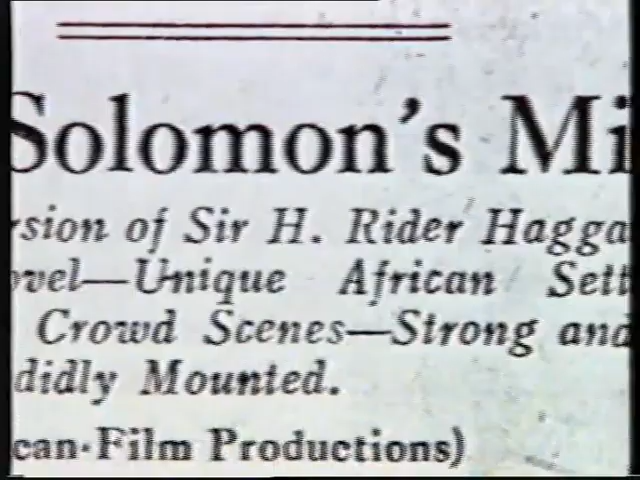 Solomon's Mi
rsion of Sir H. Rider Hagga
ovel—Unique African Sett
Crowd Scenes—Strong and
didly Mounted.
can-Film Productions)